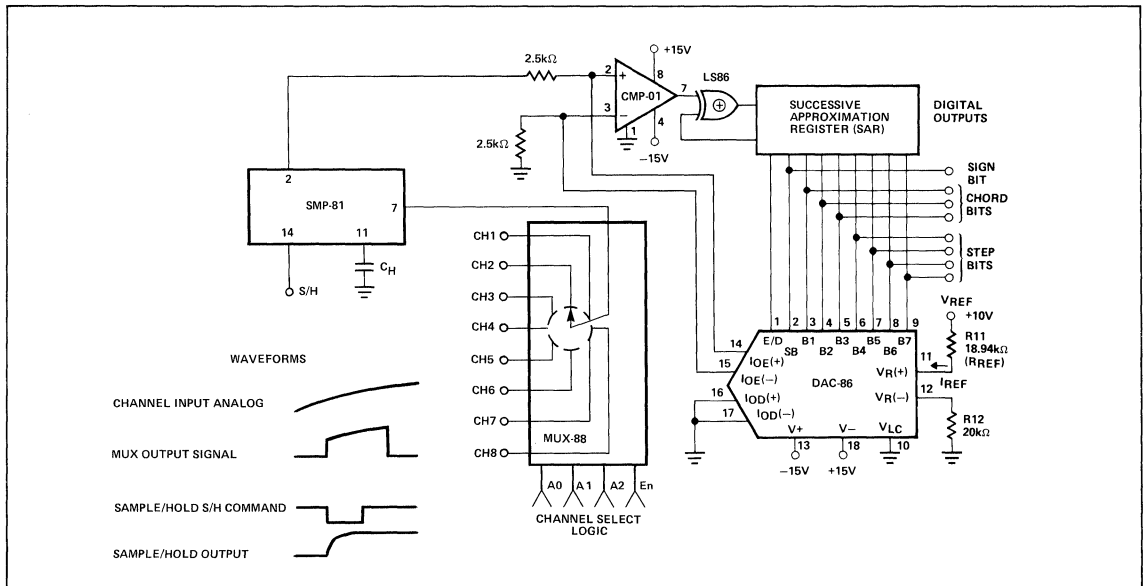 +15V
2.5kΩ
2
+
8
CMP-01
7
LS86
3
−
1
4
−15V
2.5kΩ
SUCCESSIVE
APPROXIMATION
REGISTER (SAR)
DIGITAL
OUTPUTS
SIGN
BIT
CHORD
BITS
STEP
BITS
2
SMP-81
7
14
11
CH
S/H
CH1
CH2
CH3
CH4
CH5
CH6
CH7
CH8
MUX-88
A0
A1
A2
En
CHANNEL SELECT
LOGIC
VREF
+10V
R11
18.94kΩ
(RREF)
IREF
1 2 3 4 5 6 7 8 9
E/D SB B1 B2 B3 B4 B5 B6 B7
14
IOE(+)
15
IOE(−)
16
IOD(+)
17
IOD(−)
DAC-86
11
VR(+)
12
VR(−)
R12
20kΩ
V+
13
−15V
V−
18
+15V
VLC
10
WAVEFORMS
CHANNEL INPUT ANALOG
MUX OUTPUT SIGNAL
SAMPLE/HOLD S/H COMMAND
SAMPLE/HOLD OUTPUT